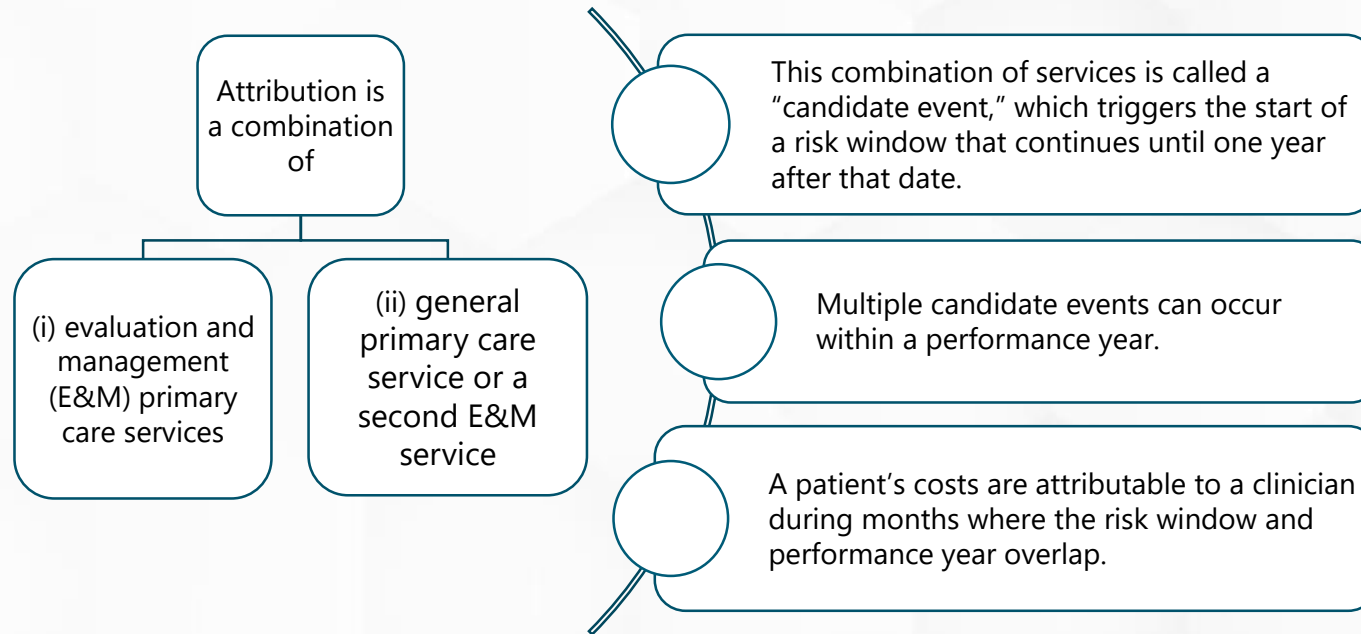 Attribution is
a combination
of
(i) evaluation and
management
(E&M) primary
care services
(ii) general
primary care
service or a
second E&M
service
This combination of services is called a
“candidate event,” which triggers the start of
a risk window that continues until one year
after that date.
Multiple candidate events can occur
within a performance year.
A patient’s costs are attributable to a clinician
during months where the risk window and
performance year overlap.